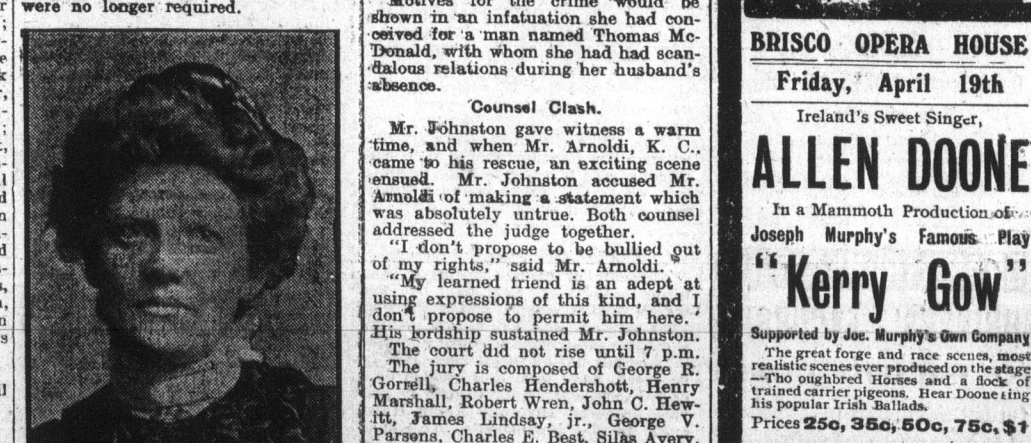 were no longer required.
Motives for the crime would be
shown in an infatuation she had con-
ceived for a man named Thomas Mc-
Donald, with whom she had had scan-
dalous relations during her husband's
absence.
Counsel Clash.
Mr. Johnston gave witness a warm
time, and when Mr. Arnoldi, K. C.,
came to his rescue, an exciting scene
ensued. Mr. Johnston accused Mr.
Arnoldi of making a statement which
was absolutely untrue. Both counsel
addressed the judge together.
"I don't propose to be bullied out
of my rights," said Mr. Arnoldi.
"My learned friend is an adept at
using expressions of this kind, and I
don't propose to permit him here.'
His lordship sustained Mr. Johnston.
The court did not rise until 7 p.m.
The jury is composed of George R.
Gorrell, Charles Hendershott, Henry
Marshall, Robert Wren, John C. Hew-
itt, James Lindsay, jr., George V.
Parsons, Charles E. Best, Silas Avery,
BRISCO OPERA HOUSE
Friday, April 19th
Ireland's Sweet Singer,
ALLEN DOONE
In a Mammoth Production of
Joseph Murphy's Famous Play
"Kerry Gow"
Supported by Joe. Murphy's Own Company
The great forge and race scenes, most
realistic scenes ever produced on the stage
—Tho oughbred Horses and a flock of
trained carrier pigeons. Hear Doone sing
his popular Irish Ballads.
Prices 25c, 35c, 50c, 75c, $1